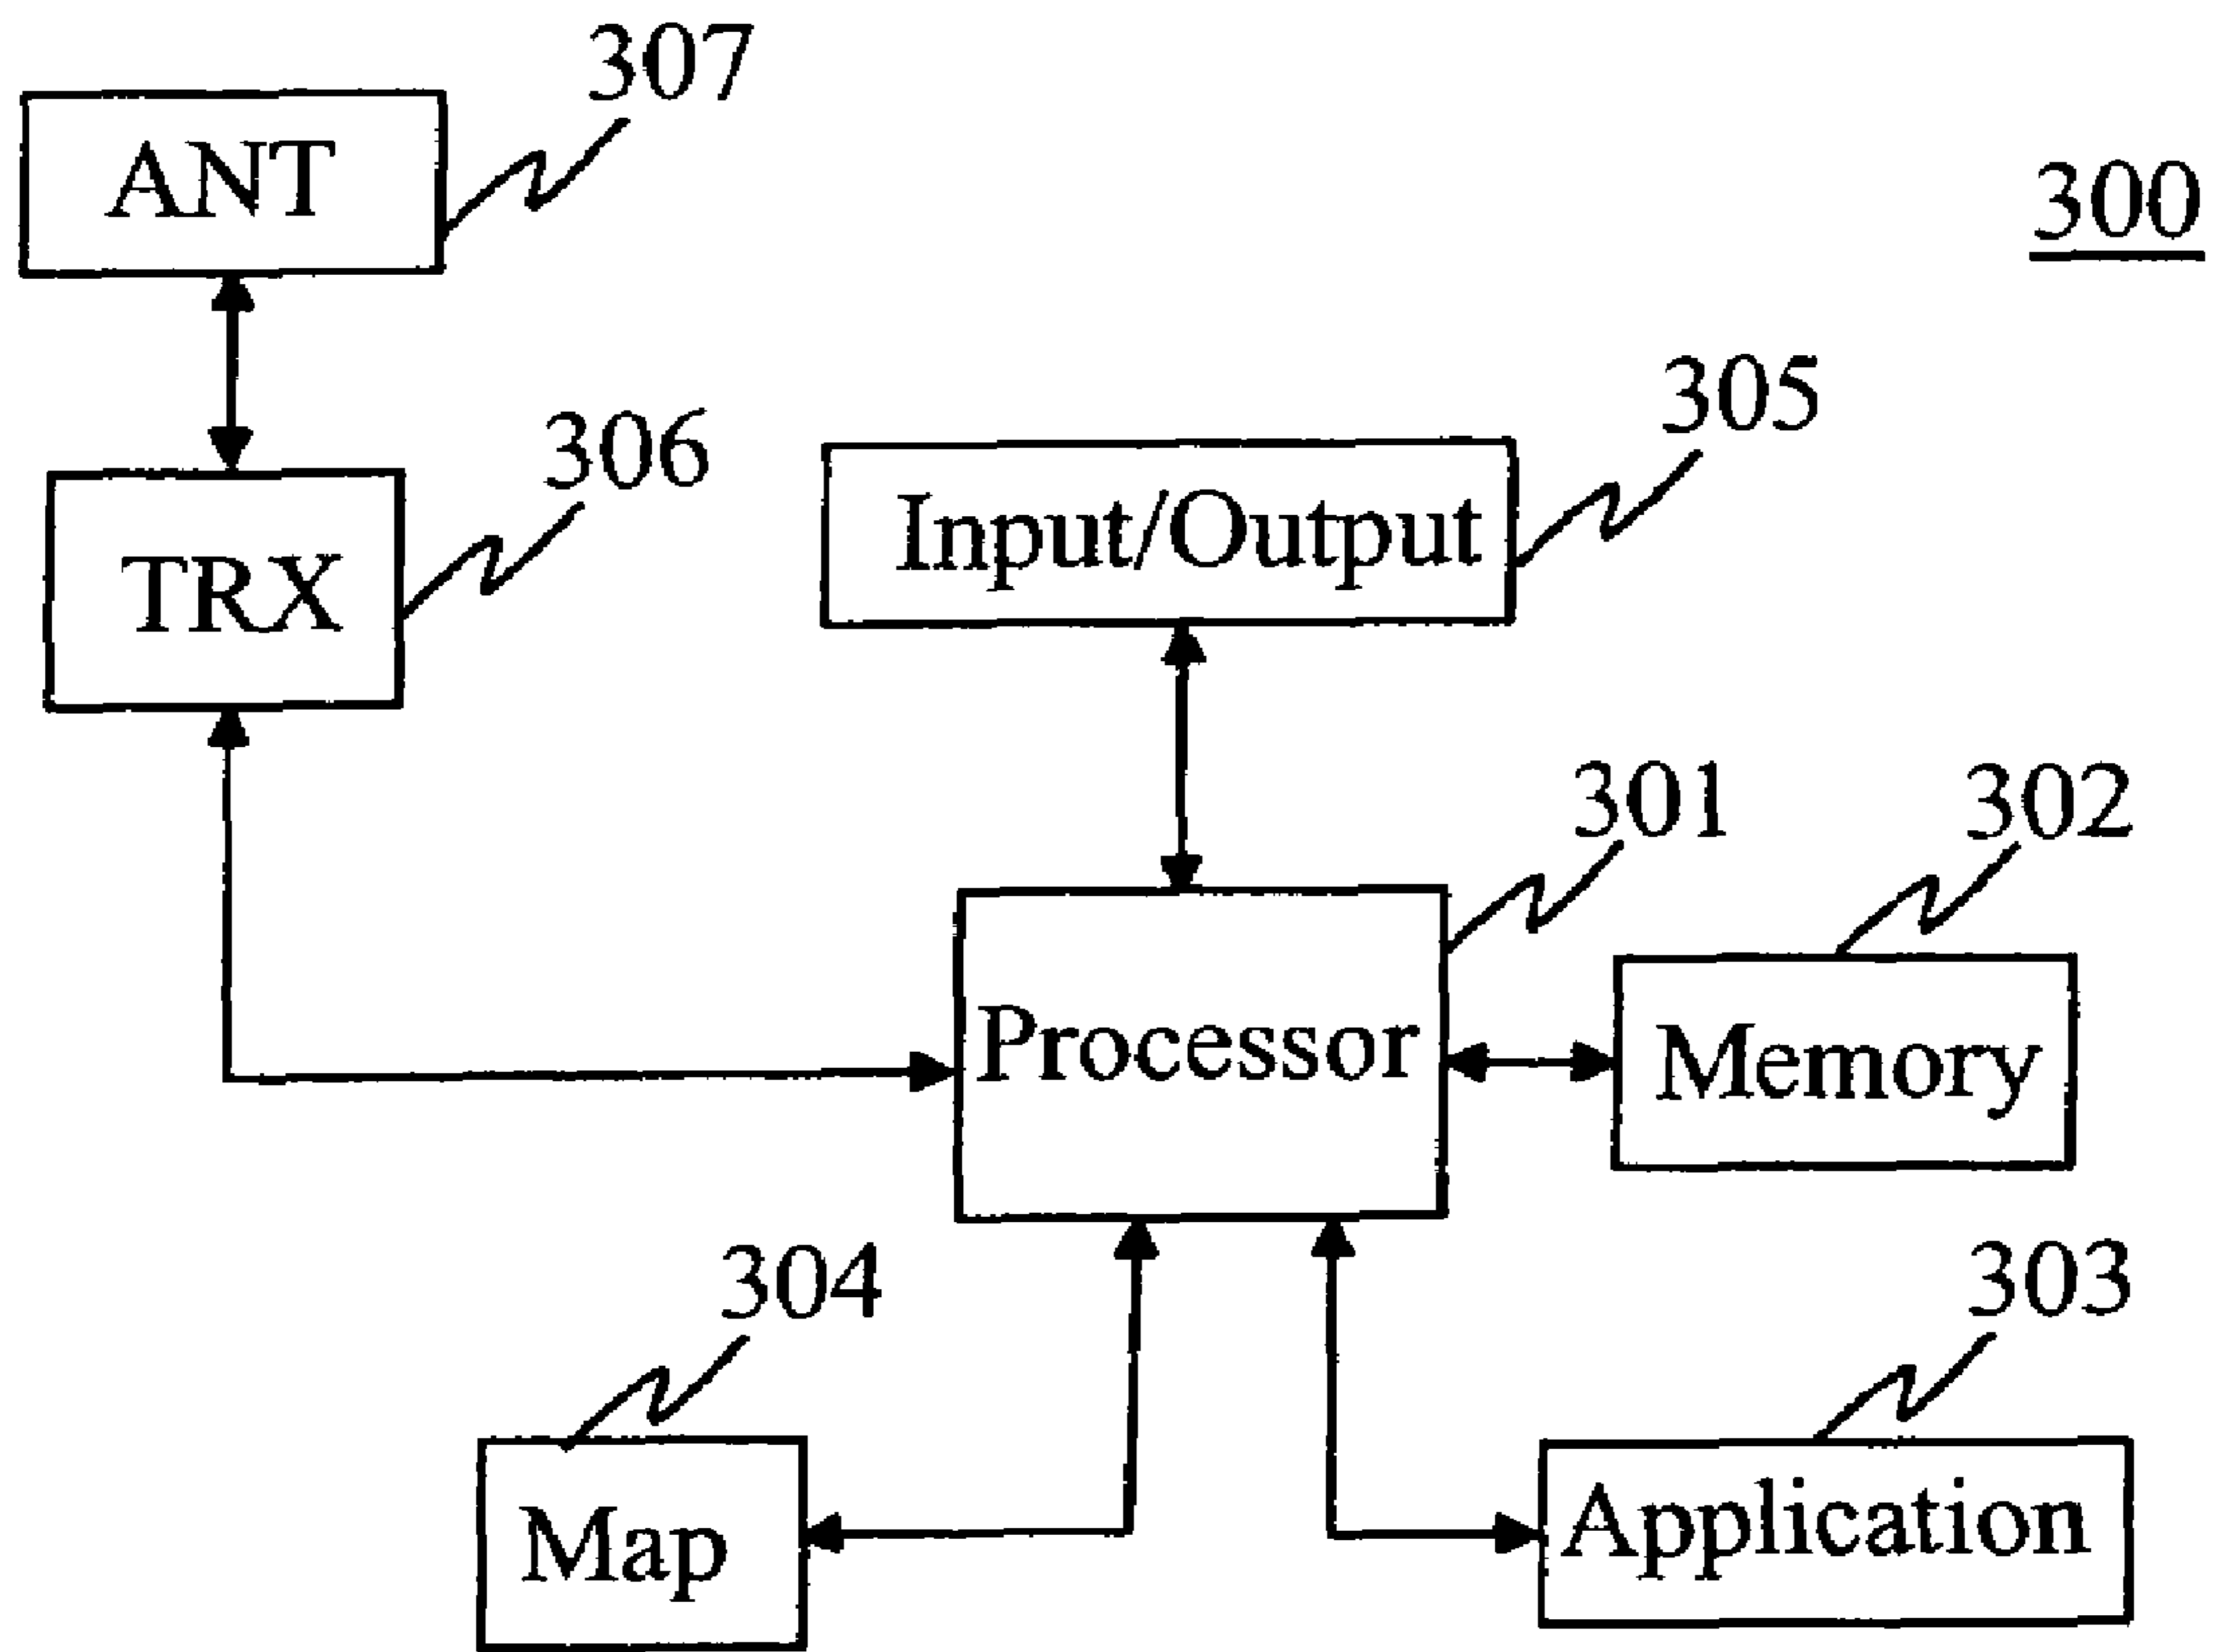 307
ANT
300
305
306
Input/Output
TRX
301
302
Processor
Memory
304
303
Map
Application